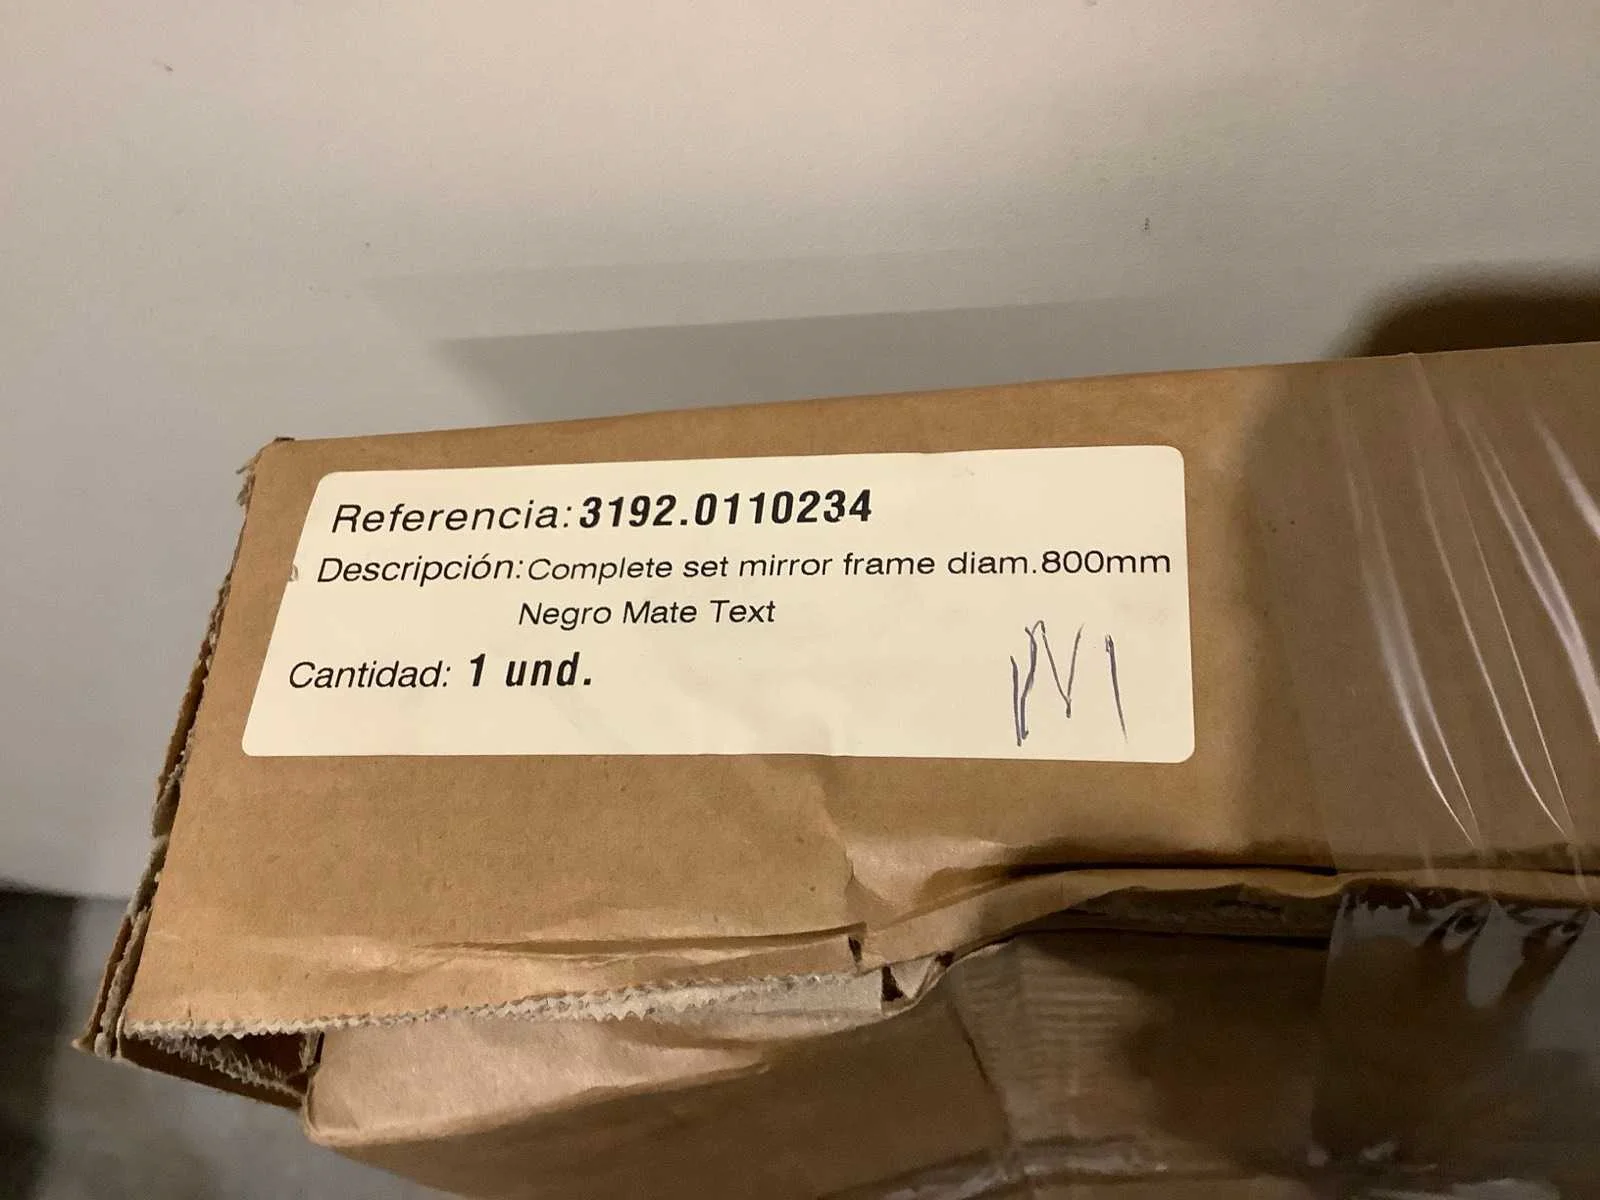 Referencia: 3192.0110234
Descripción: Complete set mirror frame diam.800mm
Negro Mate Text
Cantidad: 1 und.